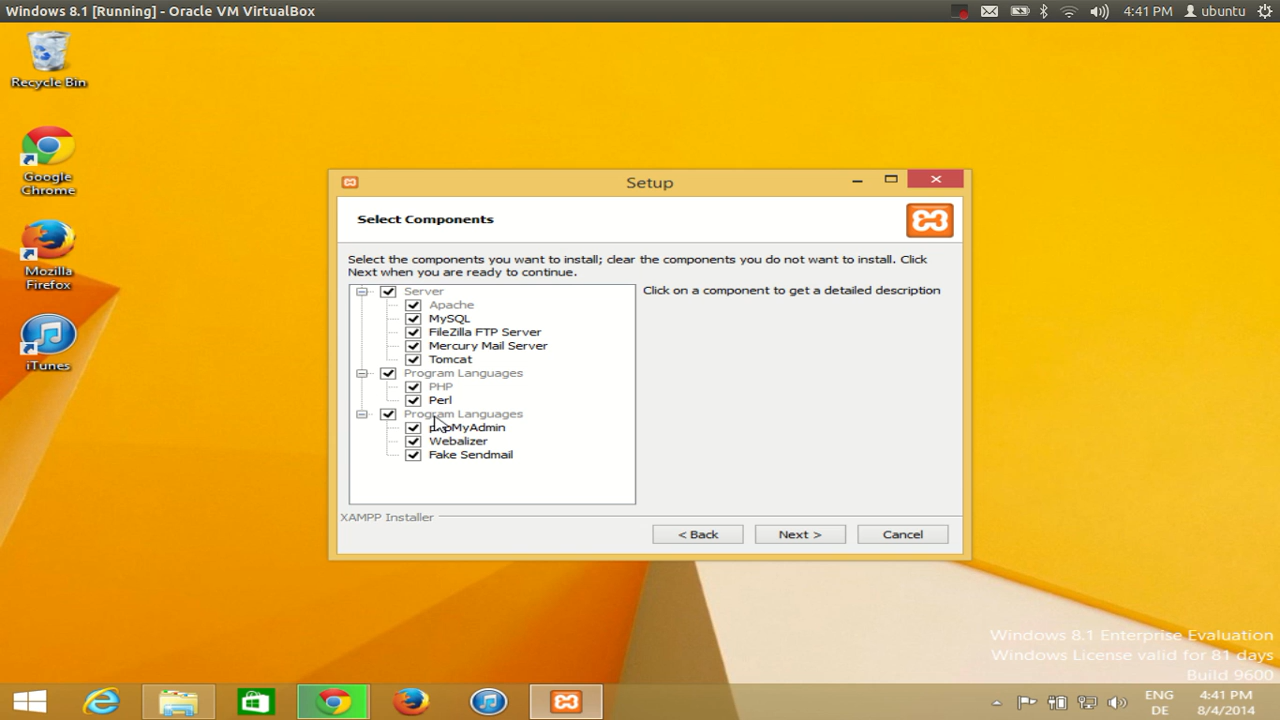 Windows 8.1 [Running] - Oracle VM VirtualBox
4:41 PM
ubuntu
Recycle Bin
Google
Chrome
Mozilla
Firefox
iTunes
Setup
Select Components
Select the components you want to install; clear the components you do not want to install. Click
Next when you are ready to continue.
Server
Apache
MySQL
FileZilla FTP Server
Mercury Mail Server
Tomcat
Program Languages
PHP
Perl
Program Languages
phpMyAdmin
Webalizer
Fake Sendmail
Click on a component to get a detailed description
XAMPP Installer
< Back
Next >
Cancel
Windows 8.1 Enterprise Evaluation
Windows License valid for 81 days
Build 9600
ENG
DE
4:41 PM
8/4/2014